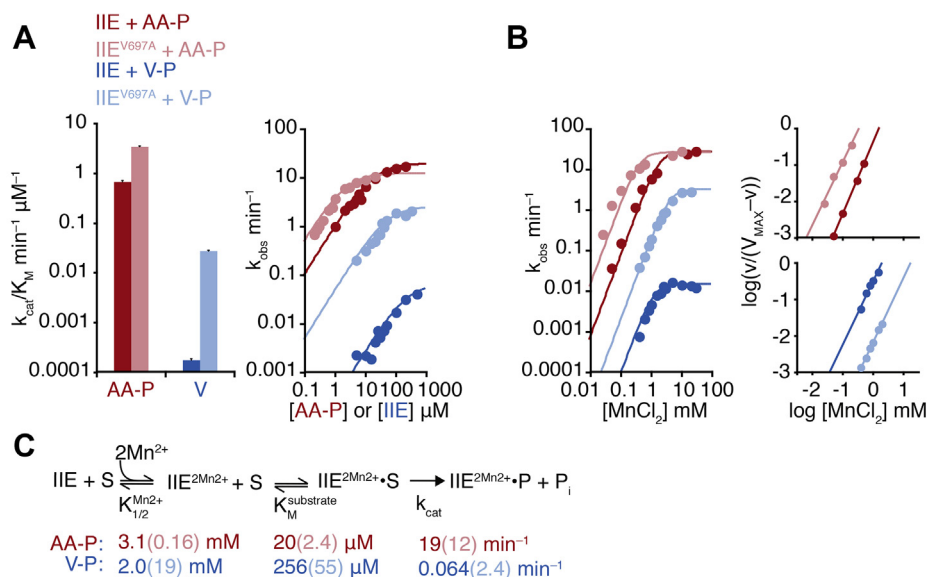 A
IIE + AA-P
IIE^V697A + AA-P
IIE + V-P
IIE^V697A + V-P
k_cat/K_M min⁻¹ µM⁻¹
10
1
0.1
0.01
0.001
0.0001
AA-P V
k_obs min⁻¹
100
10
1
0.1
0.01
0.001
0.1 1 10 100 1000
[AA-P] or [IIE] µM
B
k_obs min⁻¹
100
10
1
0.1
0.01
0.001
0.0001
0.01 0.1 1 10 100
[MnCl₂] mM
log(v/(V_MAX–v))
0
-1
-2
-3
0
-1
-2
-3
-2 -1 0 1
log [MnCl₂] mM
C
2Mn²⁺
IIE + S ⇌ IIE^2Mn2+ + S ⇌ IIE^2Mn2+•S → IIE^2Mn2+•P + P_i
K_1/2^Mn2+ K_M^substrate k_cat
AA-P: 3.1(0.16) mM 20(2.4) µM 19(12) min⁻¹
V-P: 2.0(19) mM 256(55) µM 0.064(2.4) min⁻¹